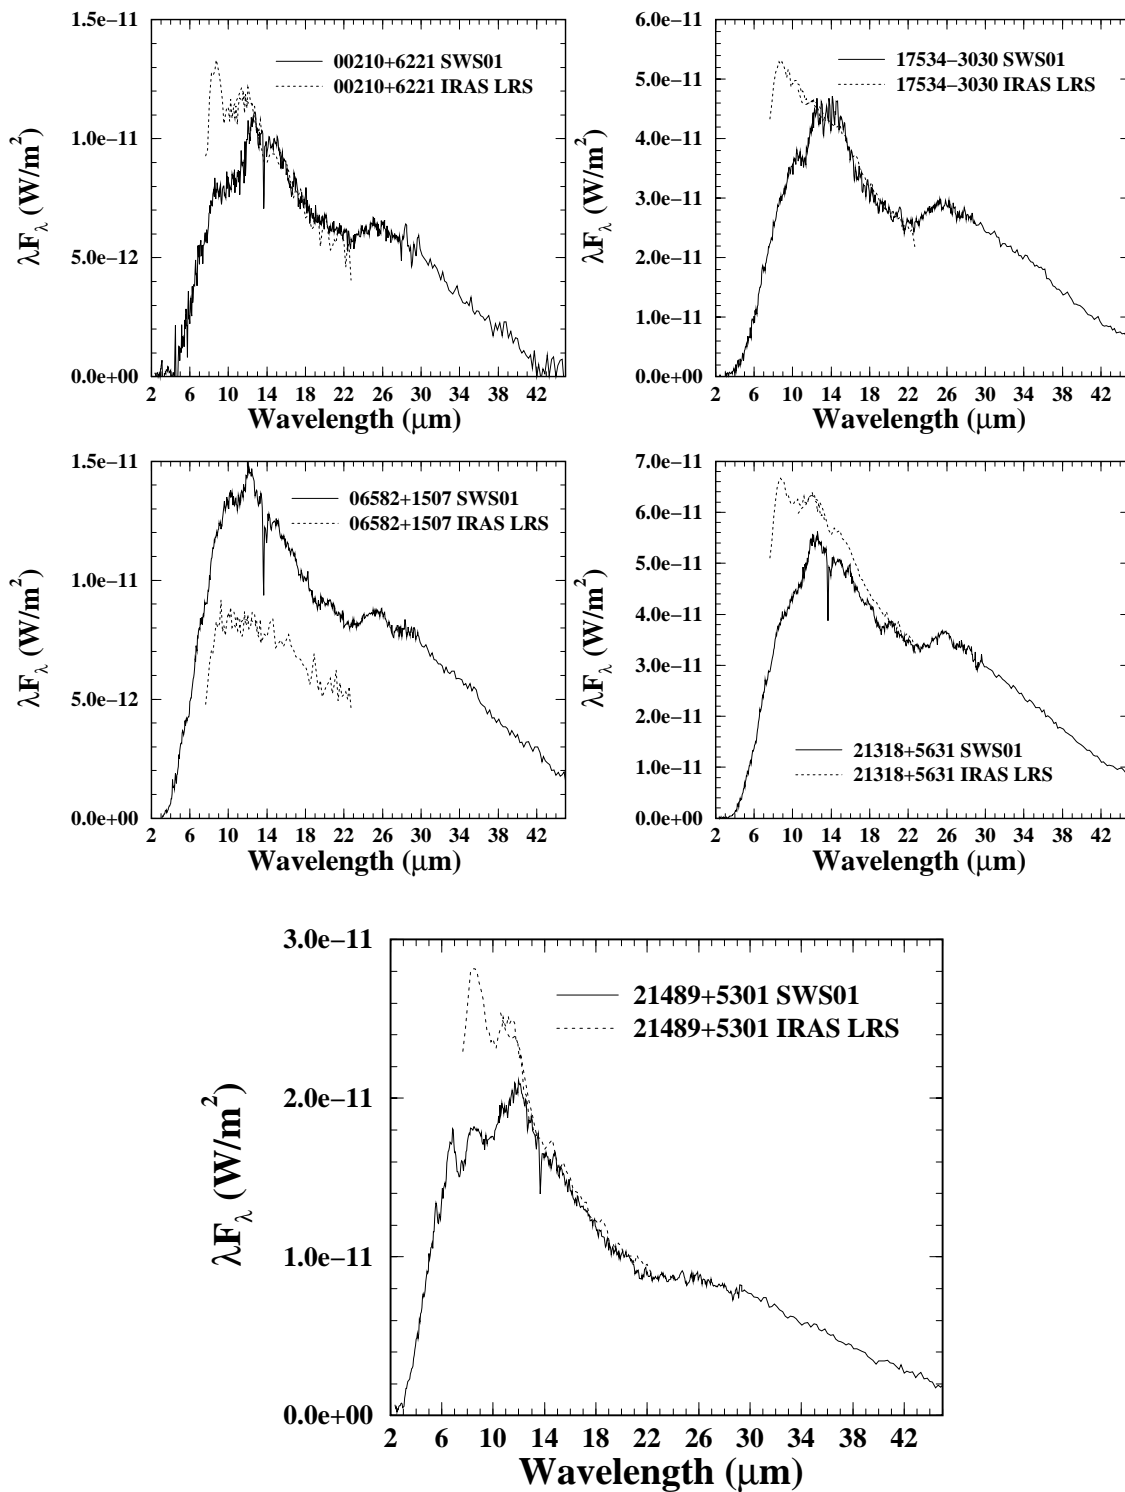 1.5e−11
1.0e−11
5.0e−12
0.0e+00
λFλ (W/m²)
00210+6221 SWS01
00210+6221 IRAS LRS
2 6 10 14 18 22 26 30 34 38 42
Wavelength (μm)
6.0e−11
5.0e−11
4.0e−11
3.0e−11
2.0e−11
1.0e−11
0.0e+00
λFλ (W/m²)
17534−3030 SWS01
17534−3030 IRAS LRS
2 6 10 14 18 22 26 30 34 38 42
Wavelength (μm)
1.5e−11
1.0e−11
5.0e−12
0.0e+00
λFλ (W/m²)
06582+1507 SWS01
06582+1507 IRAS LRS
2 6 10 14 18 22 26 30 34 38 42
Wavelength (μm)
7.0e−11
6.0e−11
5.0e−11
4.0e−11
3.0e−11
2.0e−11
1.0e−11
0.0e+00
λFλ (W/m²)
21318+5631 SWS01
21318+5631 IRAS LRS
2 6 10 14 18 22 26 30 34 38 42
Wavelength (μm)
3.0e−11
2.0e−11
1.0e−11
0.0e+00
λFλ (W/m²)
21489+5301 SWS01
21489+5301 IRAS LRS
2 6 10 14 18 22 26 30 34 38 42
Wavelength (μm)